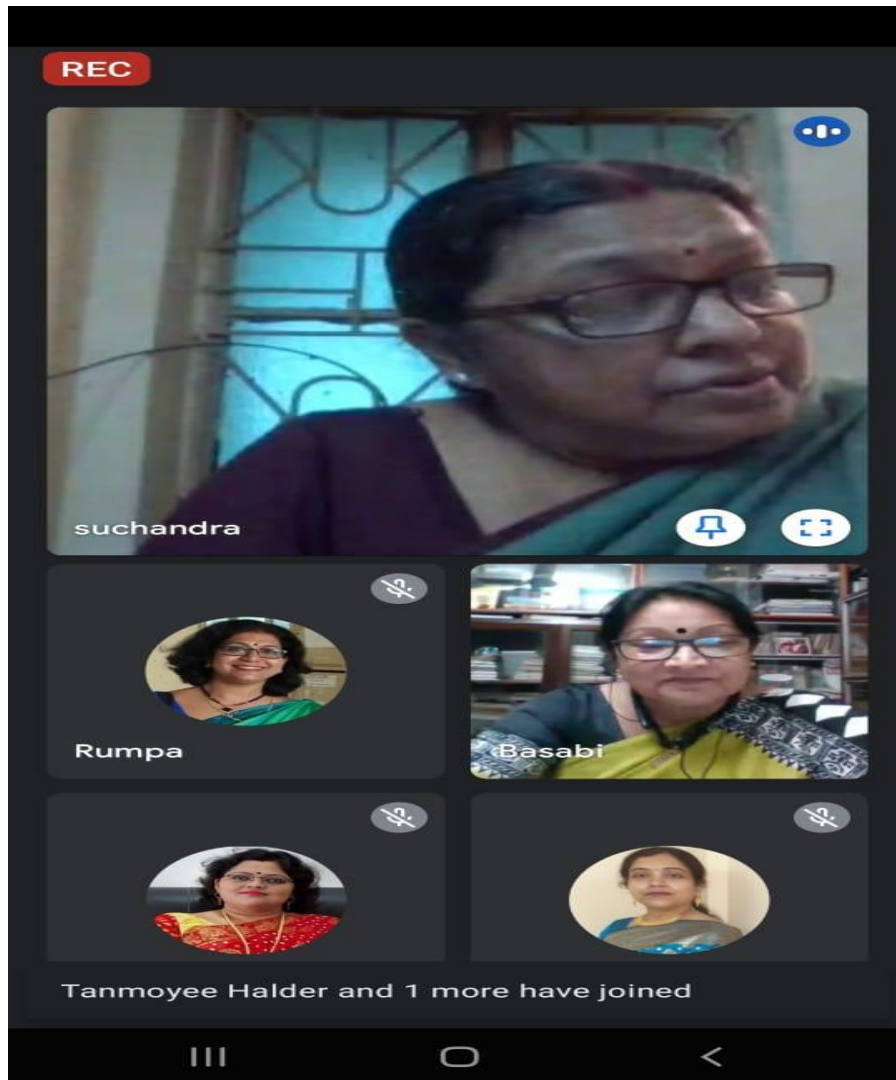 REC
suchandra
Rumpa
Basabi
Tanmoyee Halder and 1 more have joined